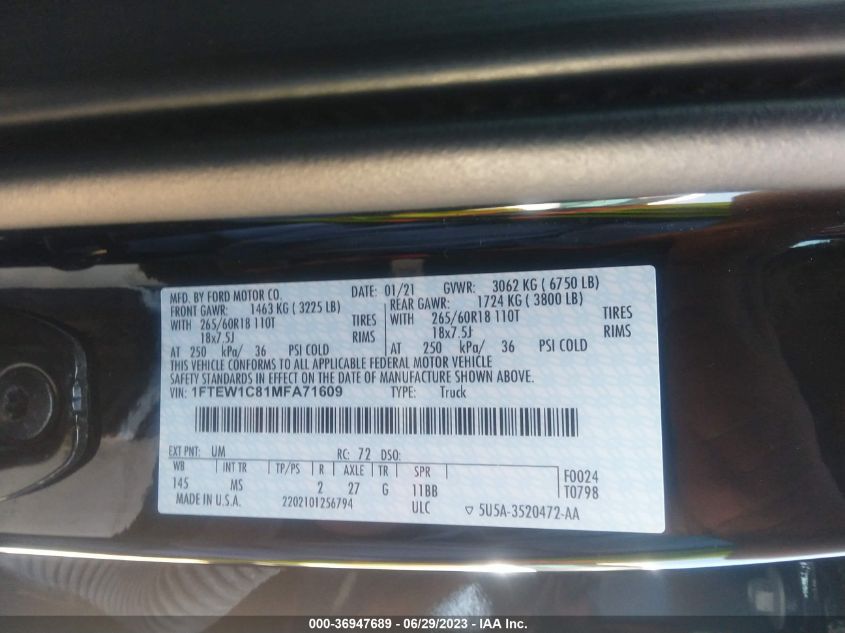 MFD. BY FORD MOTOR CO. DATE: 01/21 GVWR: 3062 KG ( 6750 LB)
FRONT GAWR: 1463 KG ( 3225 LB) REAR GAWR: 1724 KG ( 3800 LB)
WITH 265/60R18 110T TIRES WITH 265/60R18 110T TIRES
18x7.5J RIMS 18x7.5J RIMS
AT 250 kPa/ 36 PSI COLD AT 250 kPa/ 36 PSI COLD
THIS VEHICLE CONFORMS TO ALL APPLICABLE FEDERAL MOTOR VEHICLE
SAFETY STANDARDS IN EFFECT ON THE DATE OF MANUFACTURE SHOWN ABOVE.
VIN: 1FTEW1C81MFA71609 TYPE: Truck
EXT PNT: UM RC: 72 DSO:
WB INT TR TP/PS R AXLE TR SPR F0024
145 MS 2 27 G 11BB T0798
MADE IN U.S.A. 2202101256794 ULC ▽ 5U5A-3520472-AA
000-36947689 - 06/29/2023 - IAA Inc.